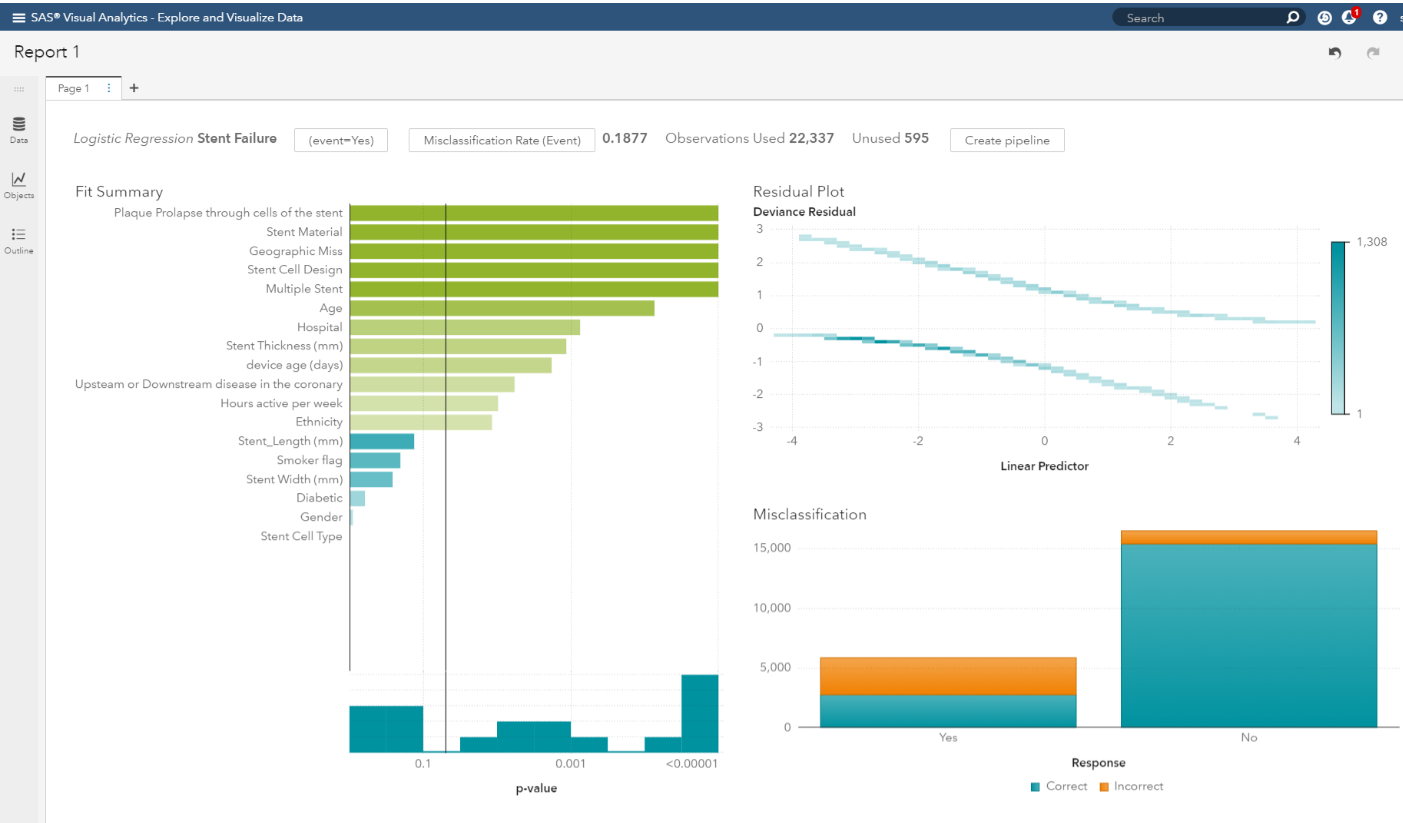 SAS® Visual Analytics - Explore and Visualize Data
Search
1
?
Report 1
Page 1
+
Data
Objects
Outline
Logistic Regression Stent Failure (event=Yes) Misclassification Rate (Event) 0.1877 Observations Used 22,337 Unused 595 Create pipeline
Fit Summary
Plaque Prolapse through cells of the stent
Stent Material
Geographic Miss
Stent Cell Design
Multiple Stent
Age
Hospital
Stent Thickness (mm)
device age (days)
Upsteam or Downstream disease in the coronary
Hours active per week
Ethnicity
Stent_Length (mm)
Smoker flag
Stent Width (mm)
Diabetic
Gender
Stent Cell Type
0.1 0.001 <0.00001
p-value
Residual Plot
Deviance Residual
3
2
1
0
-1
-2
-3
-4 -2 0 2 4
Linear Predictor
1,308
1
Misclassification
15,000
10,000
5,000
0
Yes No
Response
Correct Incorrect